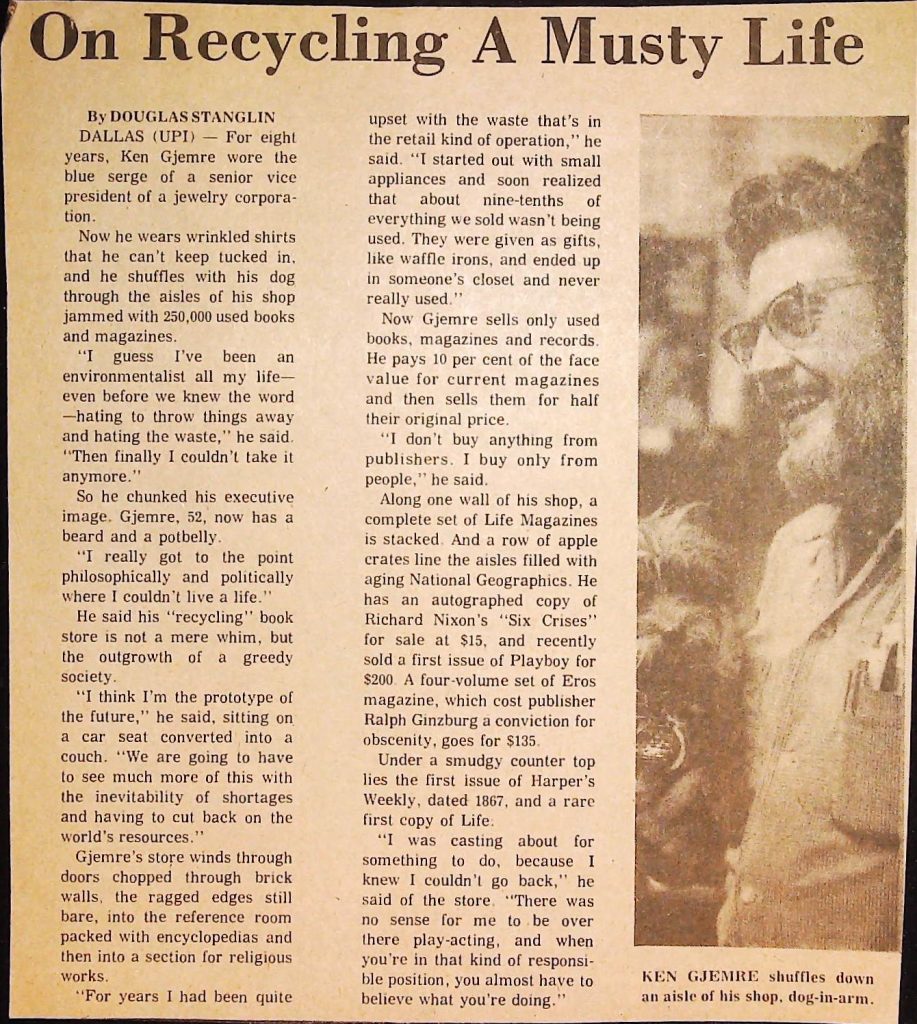 On Recycling A Musty Life
By DOUGLAS STANGLIN
DALLAS (UPI) — For eight
years, Ken Gjemre wore the
blue serge of a senior vice
president of a jewelry corpora-
tion.
Now he wears wrinkled shirts
that he can't keep tucked in,
and he shuffles with his dog
through the aisles of his shop
jammed with 250,000 used books
and magazines.
"I guess I've been an
environmentalist all my life—
even before we knew the word
—hating to throw things away
and hating the waste," he said.
"Then finally I couldn't take it
anymore."
So he chunked his executive
image. Gjemre, 52, now has a
beard and a potbelly.
"I really got to the point
philosophically and politically
where I couldn't live a life."
He said his "recycling" book
store is not a mere whim, but
the outgrowth of a greedy
society.
"I think I'm the prototype of
the future," he said, sitting on
a car seat converted into a
couch. "We are going to have
to see much more of this with
the inevitability of shortages
and having to cut back on the
world's resources."
Gjemre's store winds through
doors chopped through brick
walls, the ragged edges still
bare, into the reference room
packed with encyclopedias and
then into a section for religious
works.
"For years I had been quite
upset with the waste that's in
the retail kind of operation," he
said. "I started out with small
appliances and soon realized
that about nine-tenths of
everything we sold wasn't being
used. They were given as gifts,
like waffle irons, and ended up
in someone's closet and never
really used."
Now Gjemre sells only used
books, magazines and records.
He pays 10 per cent of the face
value for current magazines
and then sells them for half
their original price.
"I don't buy anything from
publishers. I buy only from
people," he said.
Along one wall of his shop, a
complete set of Life Magazines
is stacked. And a row of apple
crates line the aisles filled with
aging National Geographics. He
has an autographed copy of
Richard Nixon's "Six Crises"
for sale at $15, and recently
sold a first issue of Playboy for
$200. A four-volume set of Eros
magazine, which cost publisher
Ralph Ginzburg a conviction for
obscenity, goes for $135.
Under a smudgy counter top
lies the first issue of Harper's
Weekly, dated 1867, and a rare
first copy of Life.
"I was casting about for
something to do, because I
knew I couldn't go back," he
said of the store. "There was
no sense for me to be over
there play-acting, and when
you're in that kind of responsi-
ble position, you almost have to
believe what you're doing."
KEN GJEMRE shuffles down
an aisle of his shop, dog-in-arm.